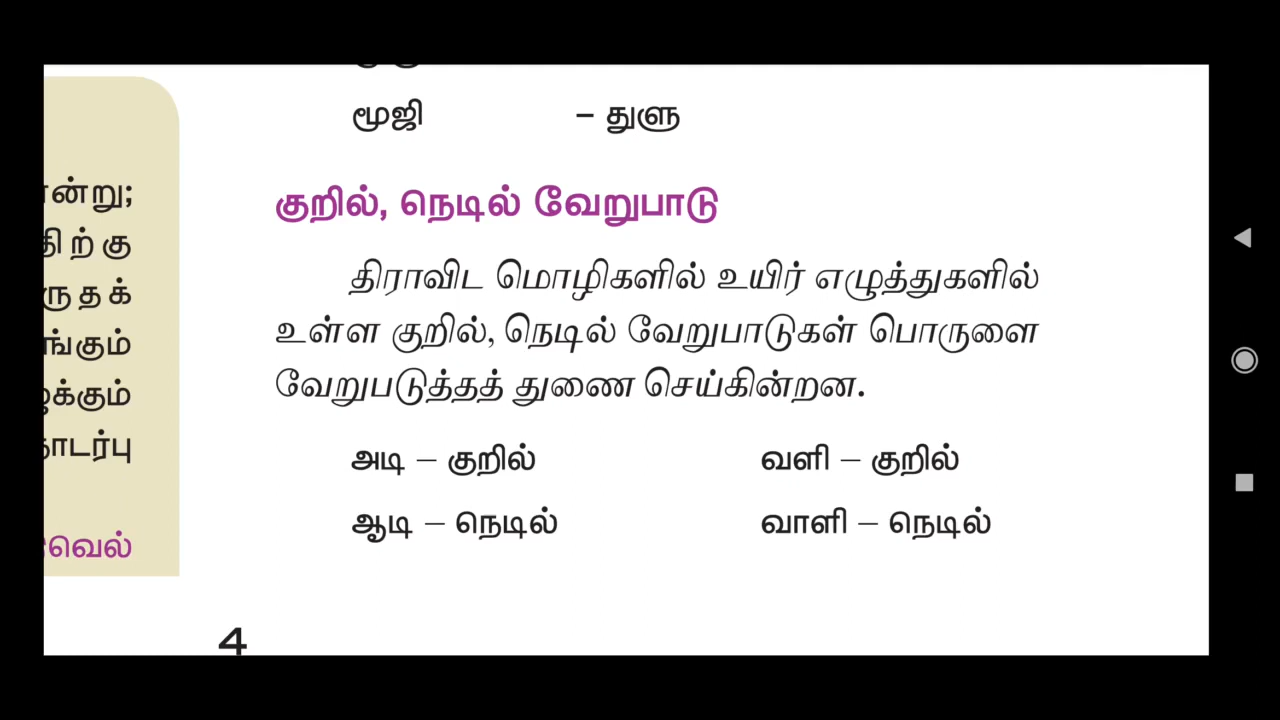 ங்கும்
க்கும்
வெல்
மூஜி – துளு
குறில், நெடில் வேறுபாடு
திராவிட மொழிகளில் உயிர் எழுத்துகளில்
உள்ள குறில், நெடில் வேறுபாடுகள் பொருளை
வேறுபடுத்தத் துணை செய்கின்றன.
அடி – குறில் வளி – குறில்
ஆடி – நெடில் வாளி – நெடில்
4